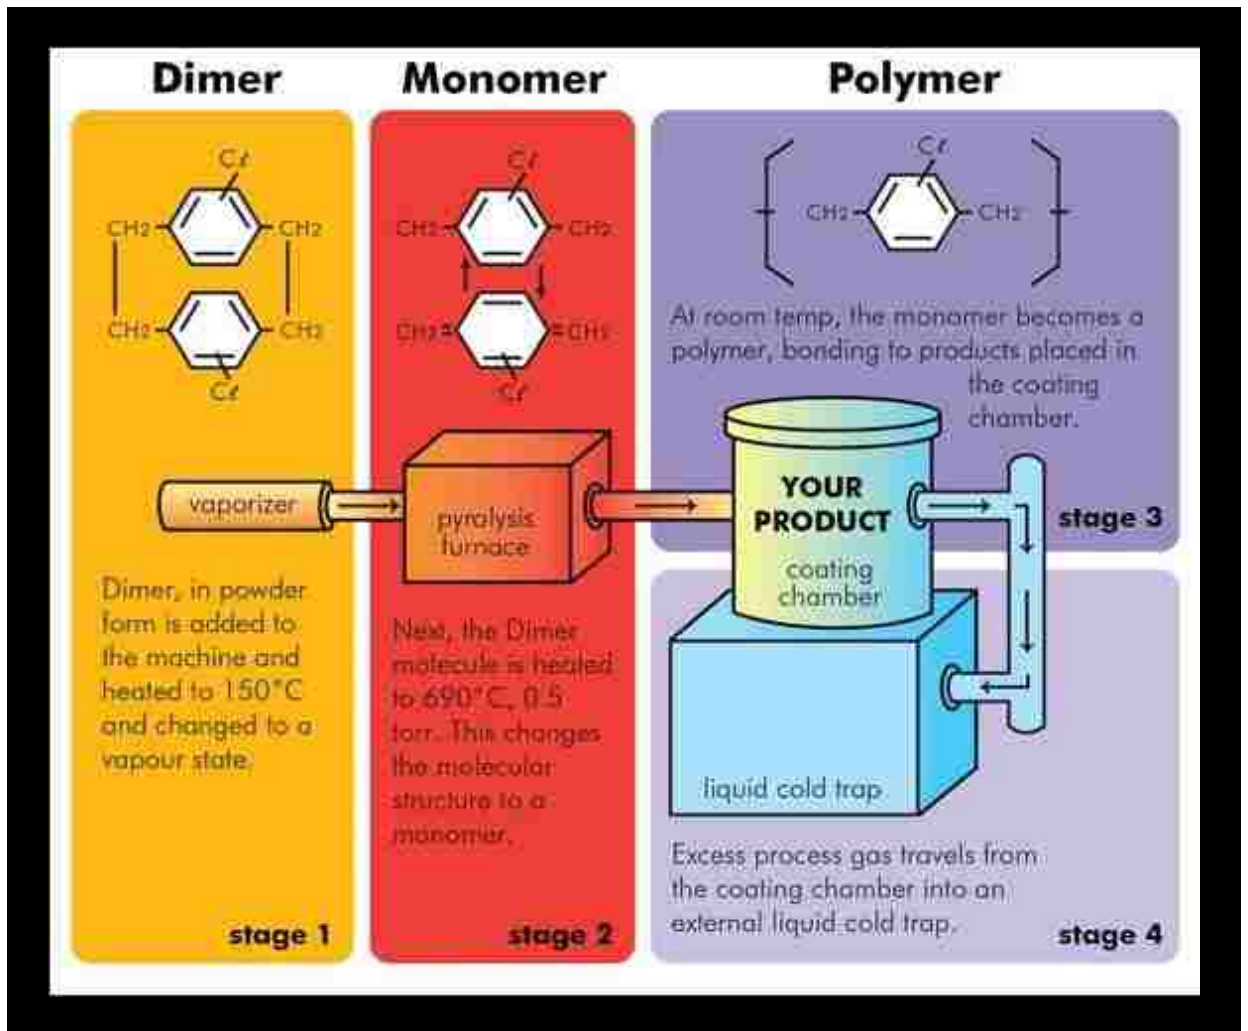 Dimer
Cℓ
CH2 CH2
CH2 CH2
Cℓ
vaporizer
Dimer, in powder
form is added to
the machine and
heated to 150°C
and changed to a
vapour state.
stage 1
Monomer
Cℓ
CH2 CH2
CH2 CH2
Cℓ
pyrolysis
furnace
Next, the Dimer
molecule is heated
to 690°C, 0.5
torr. This changes
the molecular
structure to a
monomer.
stage 2
Polymer
Cℓ
CH2 CH2
At room temp, the monomer becomes a
polymer, bonding to products placed in
the coating
chamber.
YOUR
PRODUCT
coating
chamber
stage 3
liquid cold trap
Excess process gas travels from
the coating chamber into an
external liquid cold trap.
stage 4